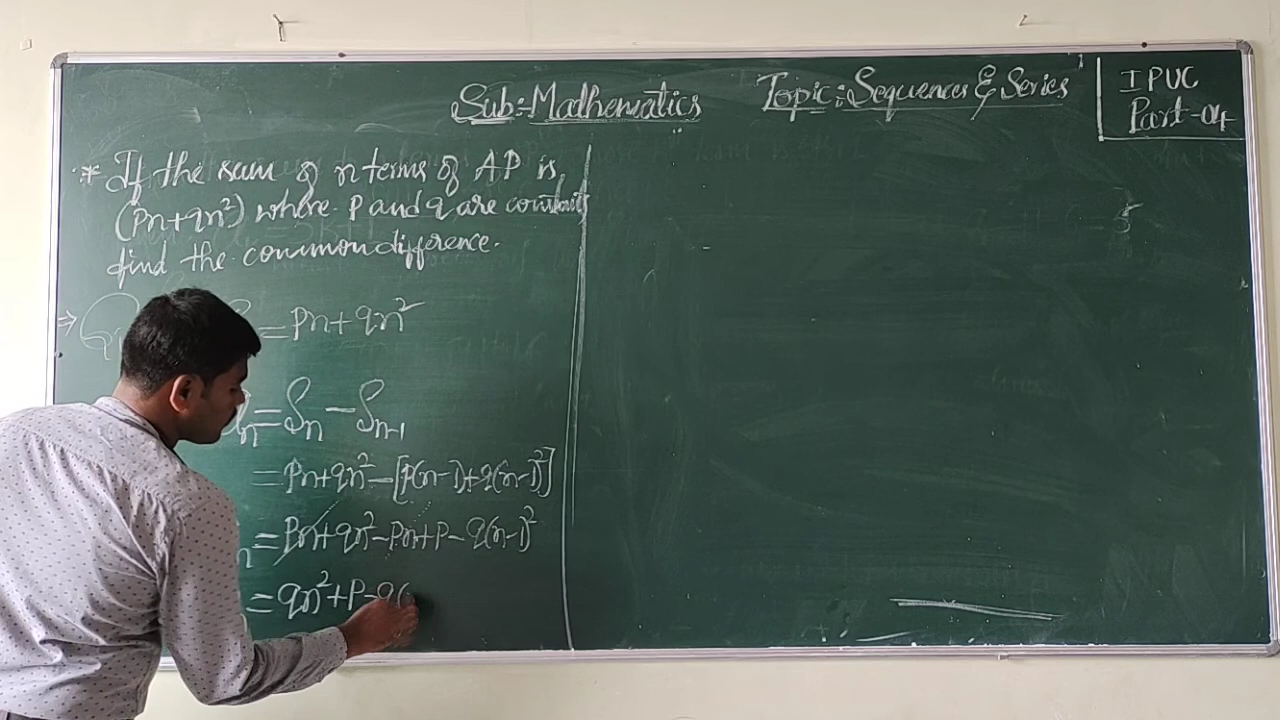 Sub:- Mathematics
Topic:- Sequences & Series
I PUC
Part-04
* If the sum of n terms of AP is
(Pn+qn²) where P and q are constants
find the common difference.
⇒ = Pn+qn²
n = Sn - Sn-1
= Pn+qn² - [P(n-1)+q(n-1)²]
n = Pn+qn² - Pn+P - q(n-1)²
= qn²+P-q(